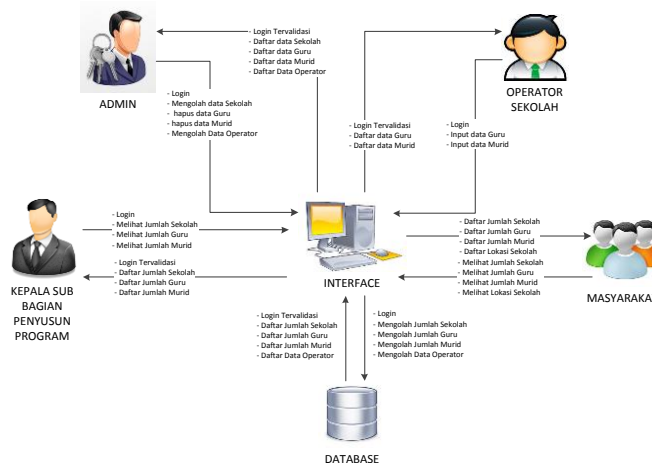 - Login Tervalidasi
- Daftar data Sekolah
- Daftar data Guru
- Daftar data Murid
- Daftar Data Operator
ADMIN
- Login
- Mengolah data Sekolah
- hapus data Guru
- hapus data Murid
- Mengolah Data Operator
- Login Tervalidasi
- Daftar data Guru
- Daftar data Murid
OPERATOR
SEKOLAH
- Login
- Input data Guru
- Input data Murid
- Login
- Melihat Jumlah Sekolah
- Melihat Jumlah Guru
- Melihat Jumlah Murid
KEPALA SUB
BAGIAN
PENYUSUN
PROGRAM
- Login Tervalidasi
- Daftar Jumlah Sekolah
- Daftar Jumlah Guru
- Daftar Jumlah Murid
INTERFACE
- Daftar Jumlah Sekolah
- Daftar Jumlah Guru
- Daftar Jumlah Murid
- Daftar Lokasi Sekolah
- Melihat Jumlah Sekolah
- Melihat Jumlah Guru
- Melihat Jumlah Murid
- Melihat Lokasi Sekolah
MASYARAKA
- Login Tervalidasi
- Daftar Jumlah Sekolah
- Daftar Jumlah Guru
- Daftar Jumlah Murid
- Daftar Data Operator
- Login
- Mengolah Jumlah Sekolah
- Mengolah Jumlah Guru
- Mengolah Jumlah Murid
- Mengolah Data Operator
DATABASE